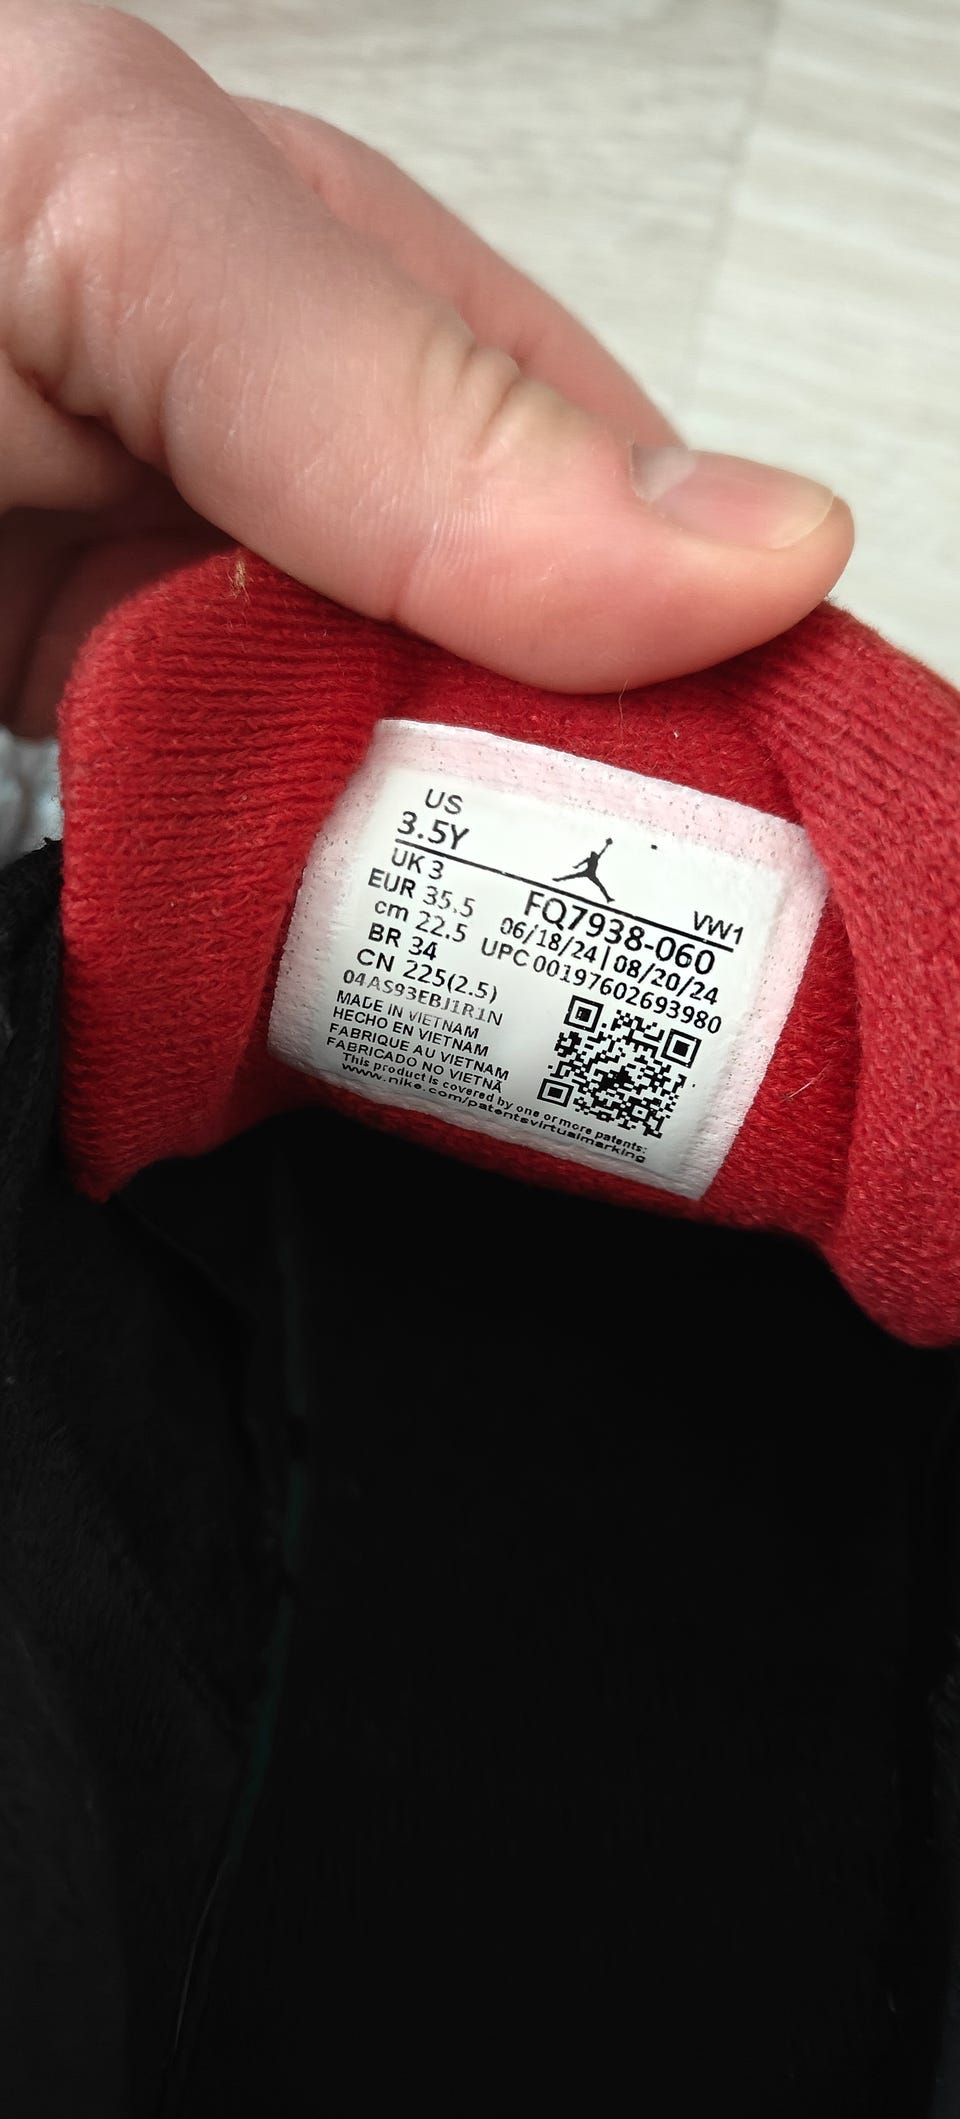 US
3.5Y
UK 3
EUR 35.5
cm 22.5
BR 34
CN 225(2.5)
04AS93EBJ1R1N
MADE IN VIETNAM
HECHO EN VIETNAM
FABRIQUE AU VIETNAM
FABRICADO NO VIETNÃ
This product is covered by one or more patents:
www.nike.com/patentsvirtualmarking
VW1
FQ7938-060
06/18/24 | 08/20/24
UPC 00197602693980